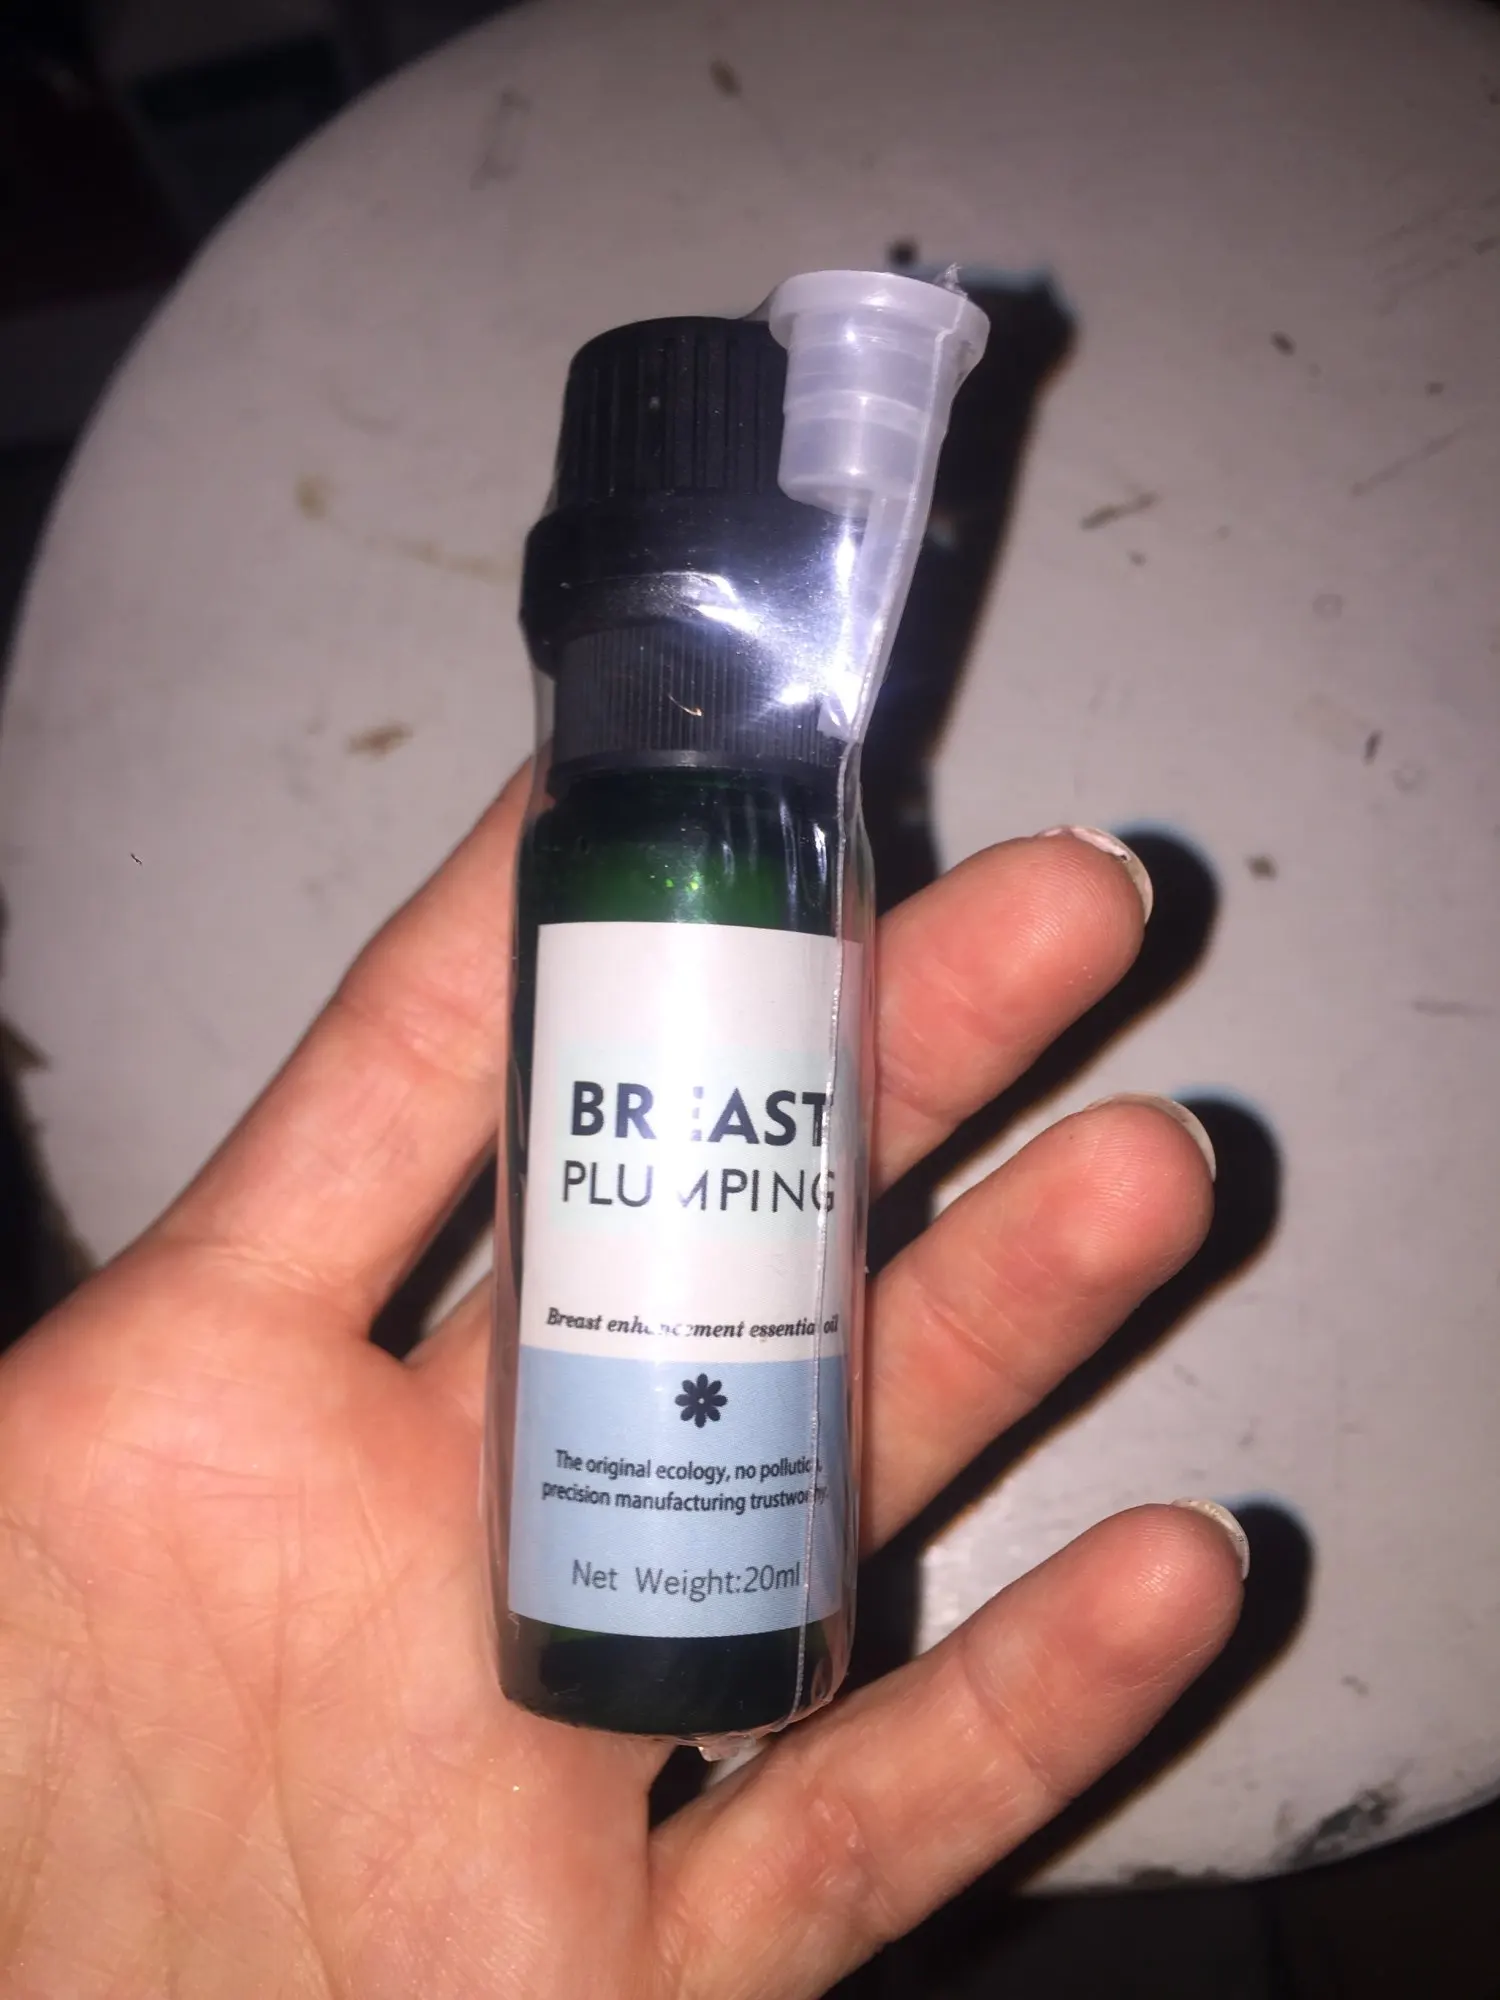 BREAST
PLUMPING
Breast enhancement essential oil
The original ecology, no pollution,
precision manufacturing trustworthy.
Net Weight:20ml